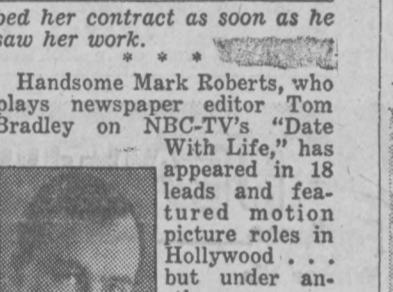 her contract as soon as he
saw her work.
* * *
Handsome Mark Roberts, who
plays newspaper editor Tom
Bradley on NBC-TV's "Date
With Life," has
appeared in 18
leads and fea-
tured motion
picture roles in
Hollywood . . .
but under an-